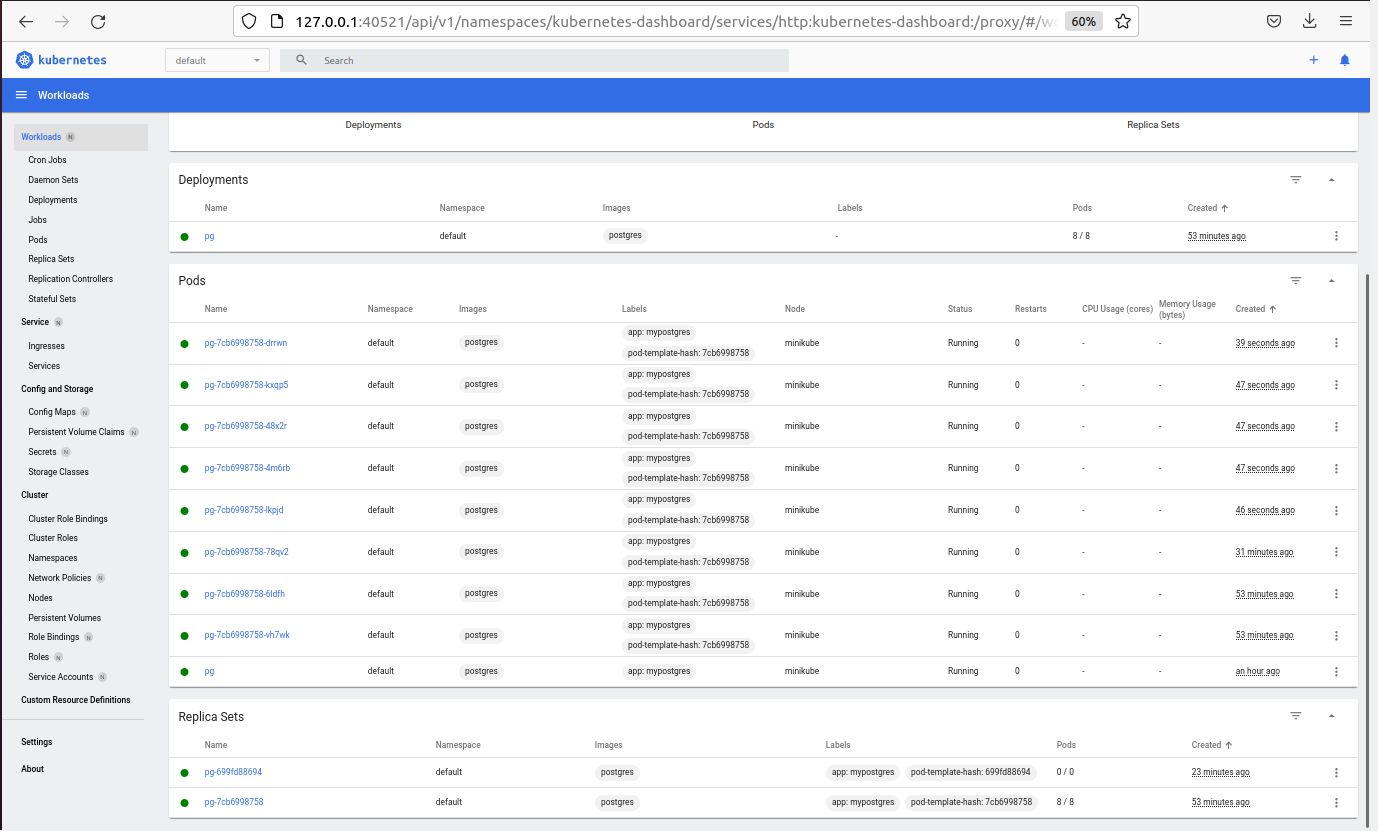 127.0.0.1:40521/api/v1/namespaces/kubernetes-dashboard/services/http:kubernetes-dashboard:/proxy/#/w 60%
kubernetes default Search
Workloads
Workloads N
Cron Jobs
Daemon Sets
Deployments
Jobs
Pods
Replica Sets
Replication Controllers
Stateful Sets
Service N
Ingresses
Services
Config and Storage
Config Maps N
Persistent Volume Claims N
Secrets N
Storage Classes
Cluster
Cluster Role Bindings
Cluster Roles
Namespaces
Network Policies N
Nodes
Persistent Volumes
Role Bindings N
Roles N
Service Accounts N
Custom Resource Definitions
Settings
About
Deployments Pods Replica Sets
Deployments
Name Namespace Images Labels Pods Created
pg default postgres - 8 / 8 53 minutes ago
Pods
Name Namespace Images Labels Node Status Restarts CPU Usage (cores) Memory Usage (bytes) Created
pg-7cb6998758-drrwn default postgres app: mypostgres minikube Running 0 - - 39 seconds ago
pod-template-hash: 7cb6998758
pg-7cb6998758-kxqp5 default postgres app: mypostgres minikube Running 0 - - 47 seconds ago
pod-template-hash: 7cb6998758
pg-7cb6998758-48x2r default postgres app: mypostgres minikube Running 0 - - 47 seconds ago
pod-template-hash: 7cb6998758
pg-7cb6998758-4m6rb default postgres app: mypostgres minikube Running 0 - - 47 seconds ago
pod-template-hash: 7cb6998758
pg-7cb6998758-lkpjd default postgres app: mypostgres minikube Running 0 - - 46 seconds ago
pod-template-hash: 7cb6998758
pg-7cb6998758-78qv2 default postgres app: mypostgres minikube Running 0 - - 31 minutes ago
pod-template-hash: 7cb6998758
pg-7cb6998758-6ldfh default postgres app: mypostgres minikube Running 0 - - 53 minutes ago
pod-template-hash: 7cb6998758
pg-7cb6998758-vh7wk default postgres app: mypostgres minikube Running 0 - - 53 minutes ago
pod-template-hash: 7cb6998758
pg default postgres app: mypostgres minikube Running 0 - - an hour ago
Replica Sets
Name Namespace Images Labels Pods Created
pg-699fd88694 default postgres app: mypostgres pod-template-hash: 699fd88694 0 / 0 23 minutes ago
pg-7cb6998758 default postgres app: mypostgres pod-template-hash: 7cb6998758 8 / 8 53 minutes ago